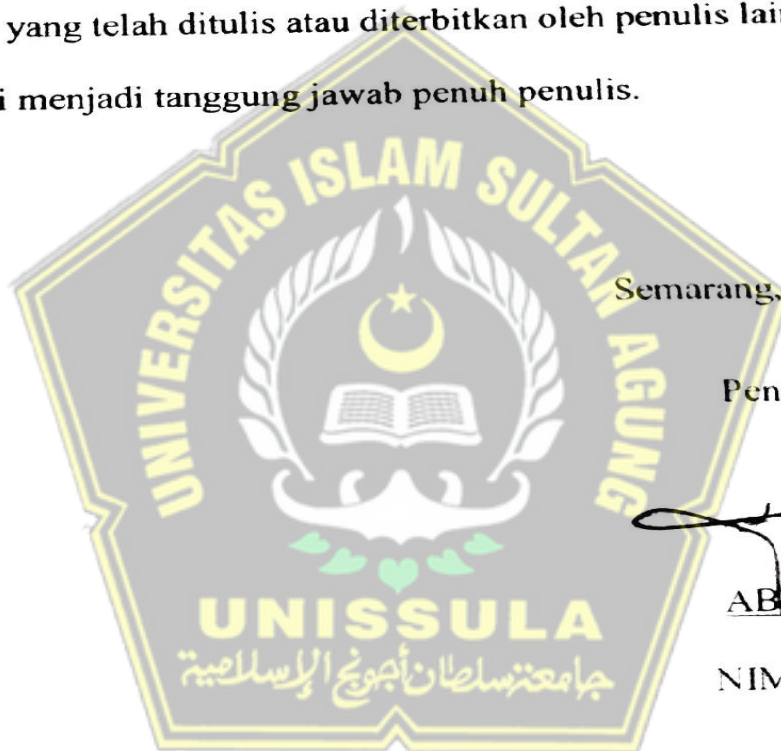 yang telah ditulis atau diterbitkan oleh penulis lai
i menjadi tanggung jawab penuh penulis.
UNIVERSITAS ISLAM SULTAN AGUNG
Semarang,
Pen
AB
NIM
UNISSULA
جامعة سلطان أجونج الإسلامية